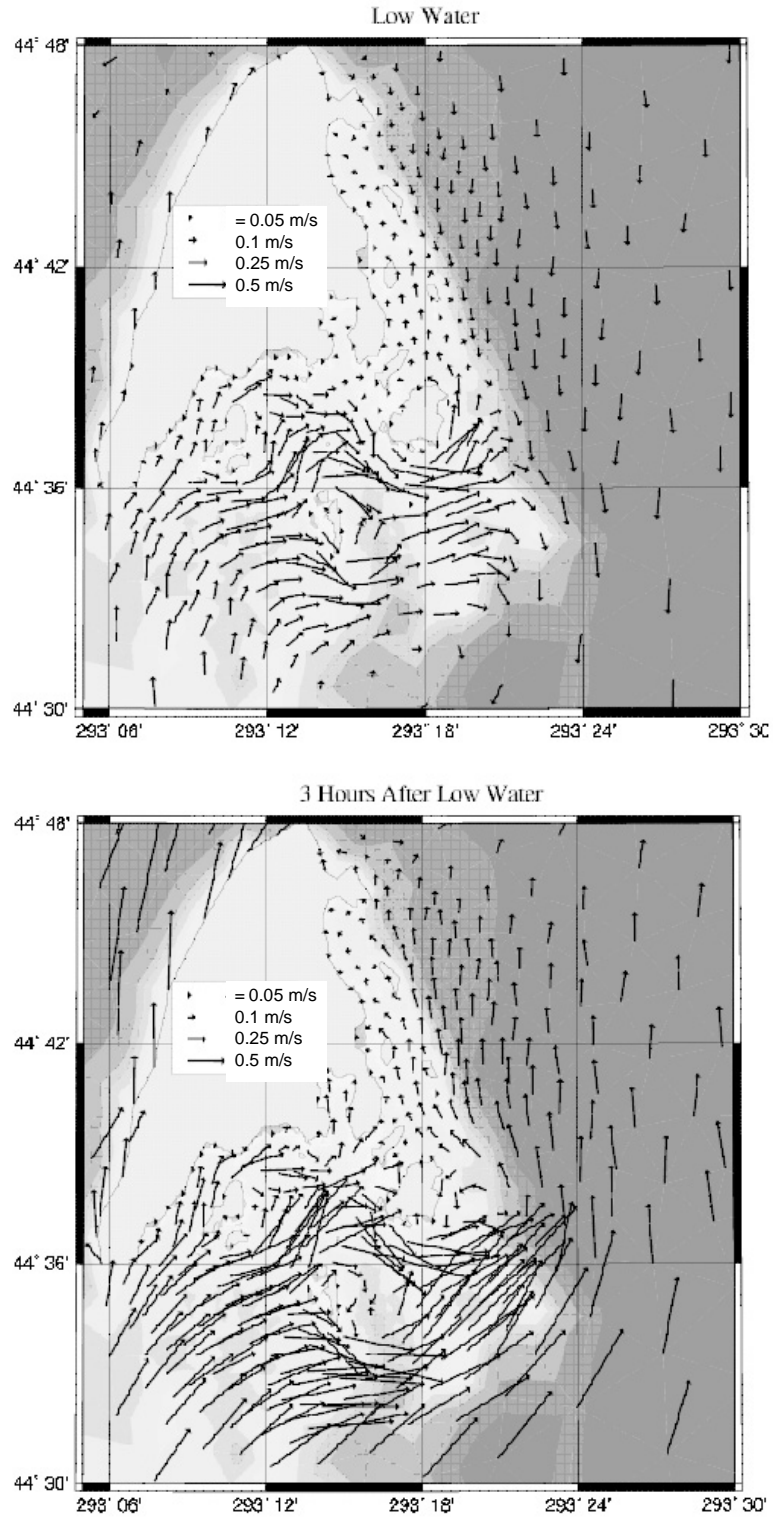 Low Water
44° 48'
= 0.05 m/s
0.1 m/s
0.25 m/s
0.5 m/s
44° 42'
44° 36'
44° 30'
293° 06' 293° 12' 293° 18' 293° 24' 293° 30'
3 Hours After Low Water
44° 48'
= 0.05 m/s
0.1 m/s
0.25 m/s
0.5 m/s
44° 42'
44° 36'
44° 30'
293° 06' 293° 12' 293° 18' 293° 24' 293° 30'